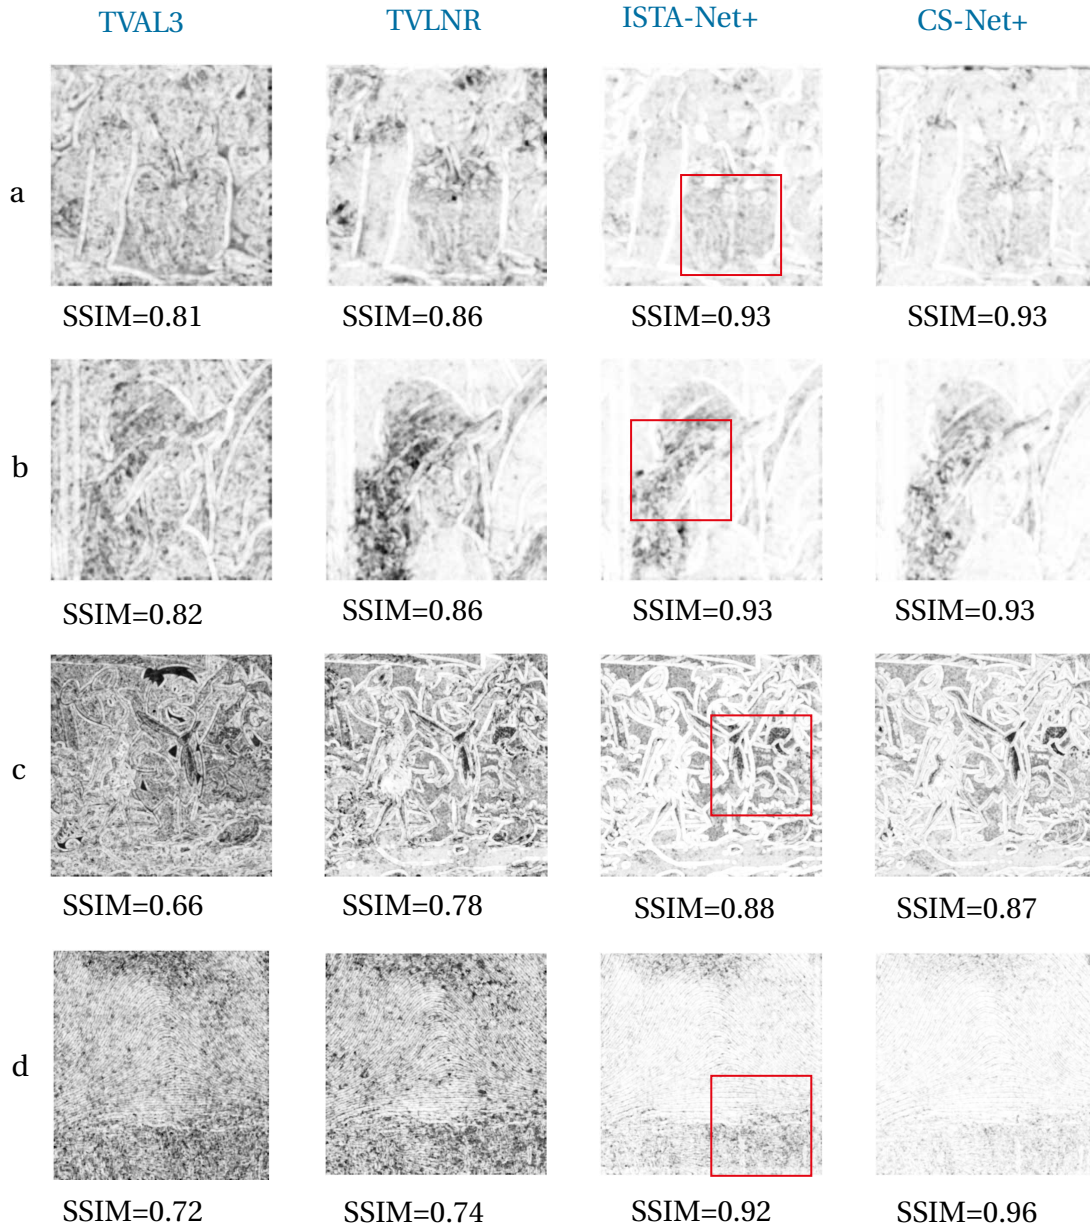 TVAL3 TVLNR ISTA-Net+ CS-Net+
a
SSIM=0.81 SSIM=0.86 SSIM=0.93 SSIM=0.93
b
SSIM=0.82 SSIM=0.86 SSIM=0.93 SSIM=0.93
c
SSIM=0.66 SSIM=0.78 SSIM=0.88 SSIM=0.87
d
SSIM=0.72 SSIM=0.74 SSIM=0.92 SSIM=0.96